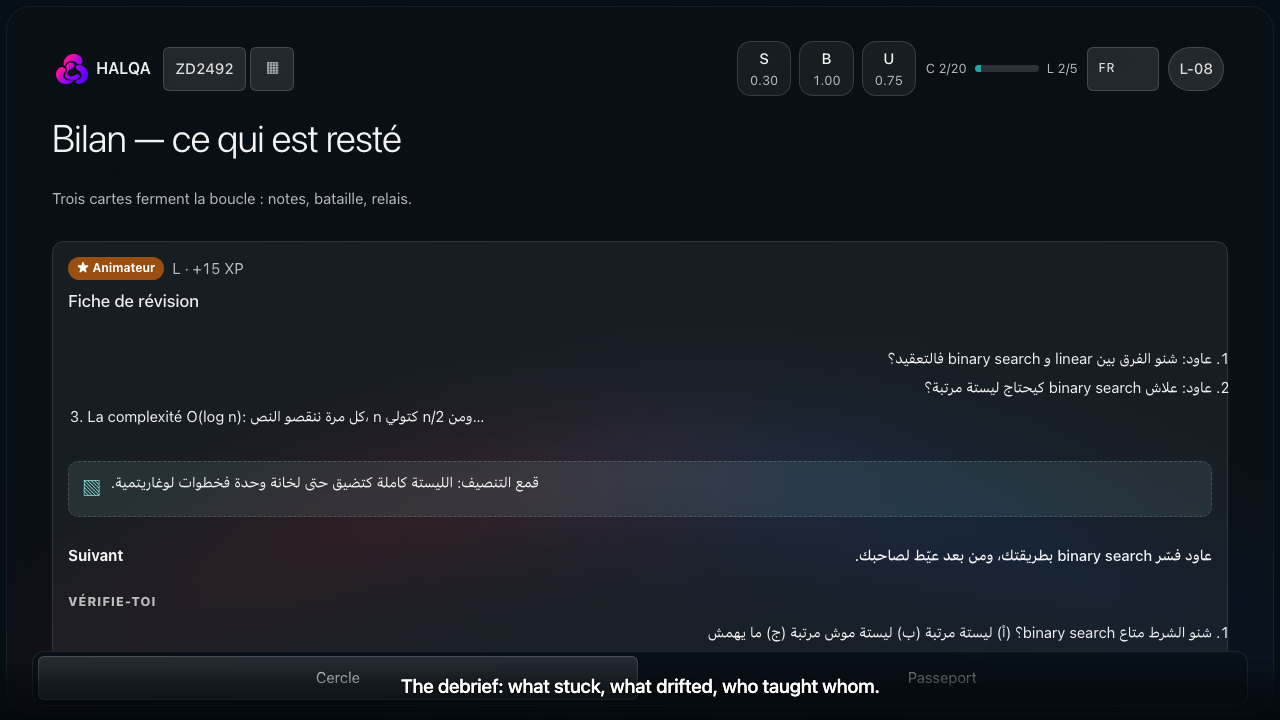 HALQA
ZD2492
S
0.30
B
1.00
U
0.75
C 2/20
L 2/5
FR
L-08
Bilan — ce qui est resté
Trois cartes ferment la boucle : notes, bataille, relais.
Animateur
L · +15 XP
Fiche de révision
1. عاود: شنو الفرق بين linear و binary search فالتعقيد؟
2. عاود: علاش binary search كيحتاج ليستة مرتبة؟
3. La complexité O(log n): كل مرة ننقصو النص، n كتولي n/2 ومن...
قمع التنصيف: الليستة كاملة كتضيق حتى لخانة وحدة فخطوات لوغاريتمية.
Suivant
عاود فسّر binary search بطريقتك، ومن بعد عيّط لصاحبك.
VÉRIFIE-TOI
1. شنو الشرط متاع binary search؟ (أ) ليستة مرتبة (ب) ليستة موش مرتبة (ج) ما يهمش
Cercle
Passeport
The debrief: what stuck, what drifted, who taught whom.